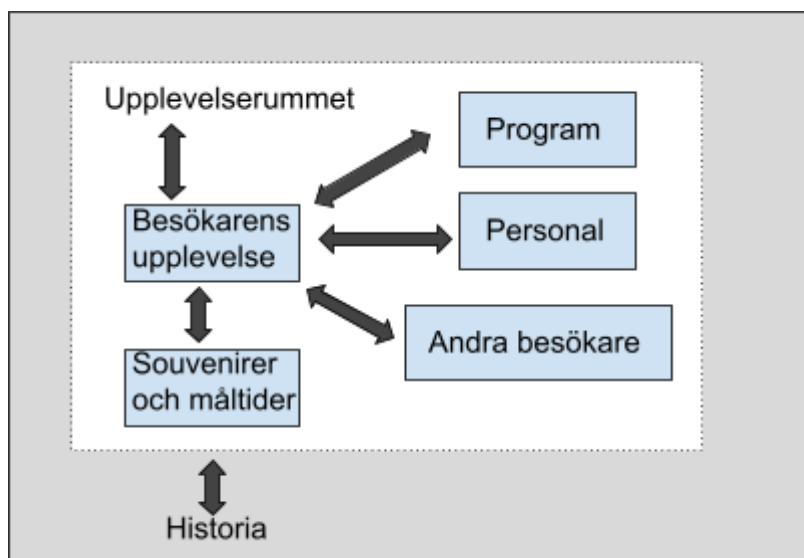 Upplevelserummet
Program
Besökarens
upplevelse
Personal
Souvenirer
och måltider
Andra besökare
Historia